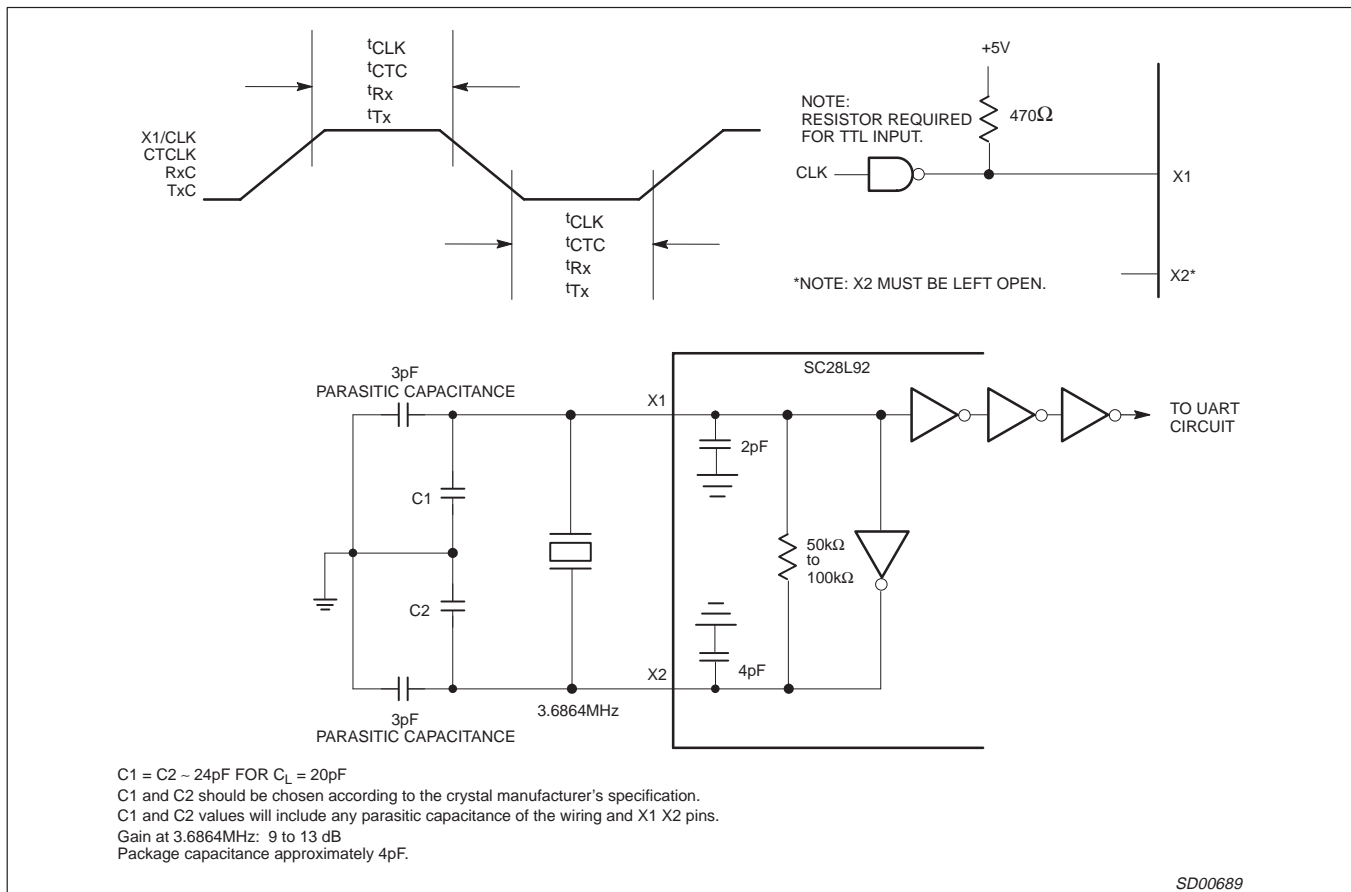 tCLK
tCTC
tRx
tTx
X1/CLK
CTCLK
RxC
TxC
tCLK
tCTC
tRx
tTx
+5V
470Ω
NOTE:
RESISTOR REQUIRED
FOR TTL INPUT.
CLK
X1
X2*
*NOTE: X2 MUST BE LEFT OPEN.
3pF
PARASITIC CAPACITANCE
X1
SC28L92
TO UART
CIRCUIT
2pF
C1
50kΩ
to
100kΩ
C2
4pF
X2
3.6864MHz
3pF
PARASITIC CAPACITANCE
C1 = C2 ~ 24pF FOR CL = 20pF
C1 and C2 should be chosen according to the crystal manufacturer's specification.
C1 and C2 values will include any parasitic capacitance of the wiring and X1 X2 pins.
Gain at 3.6864MHz: 9 to 13 dB
Package capacitance approximately 4pF.
SD00689